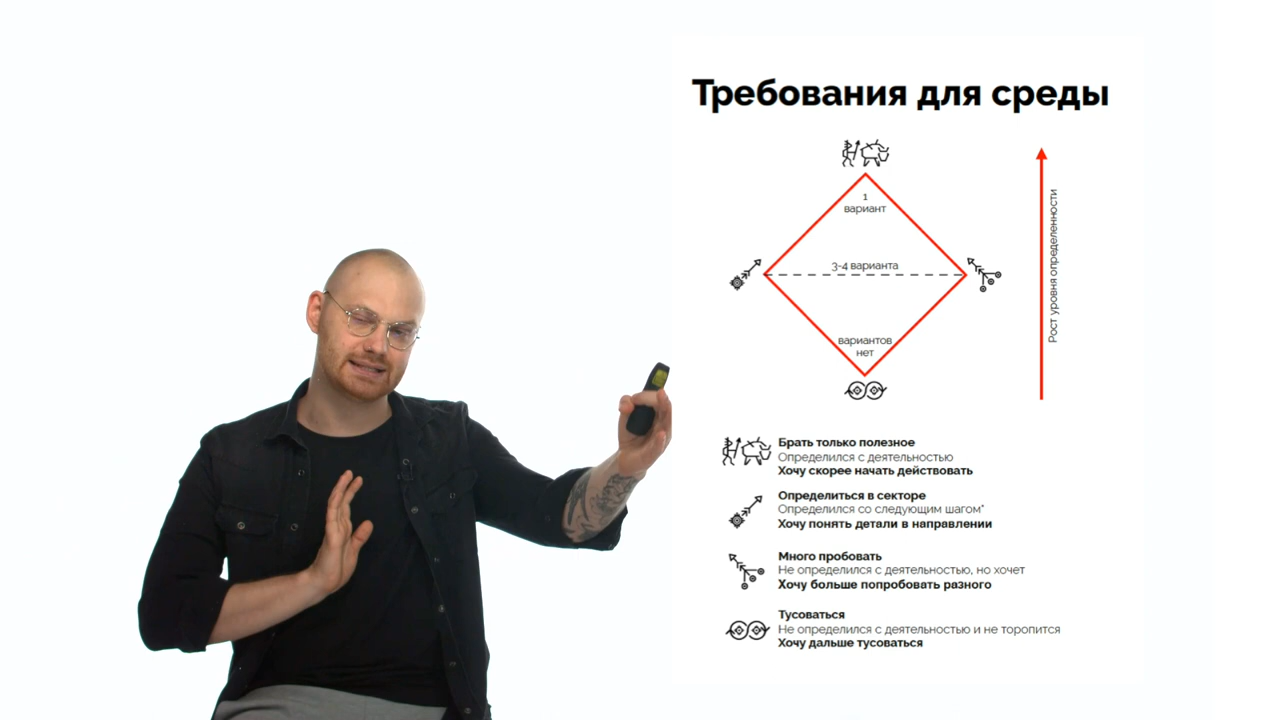 Требования для среды
1
вариант
3-4 варианта
вариантов
нет
Рост уровня определенности
Брать только полезное
Определился с деятельностью
Хочу скорее начать действовать
Определиться в секторе
Определился со следующим шагом*
Хочу понять детали в направлении
Много пробовать
Не определился с деятельностью, но хочет
Хочу больше попробовать разного
Тусоваться
Не определился с деятельностью и не торопится
Хочу дальше тусоваться